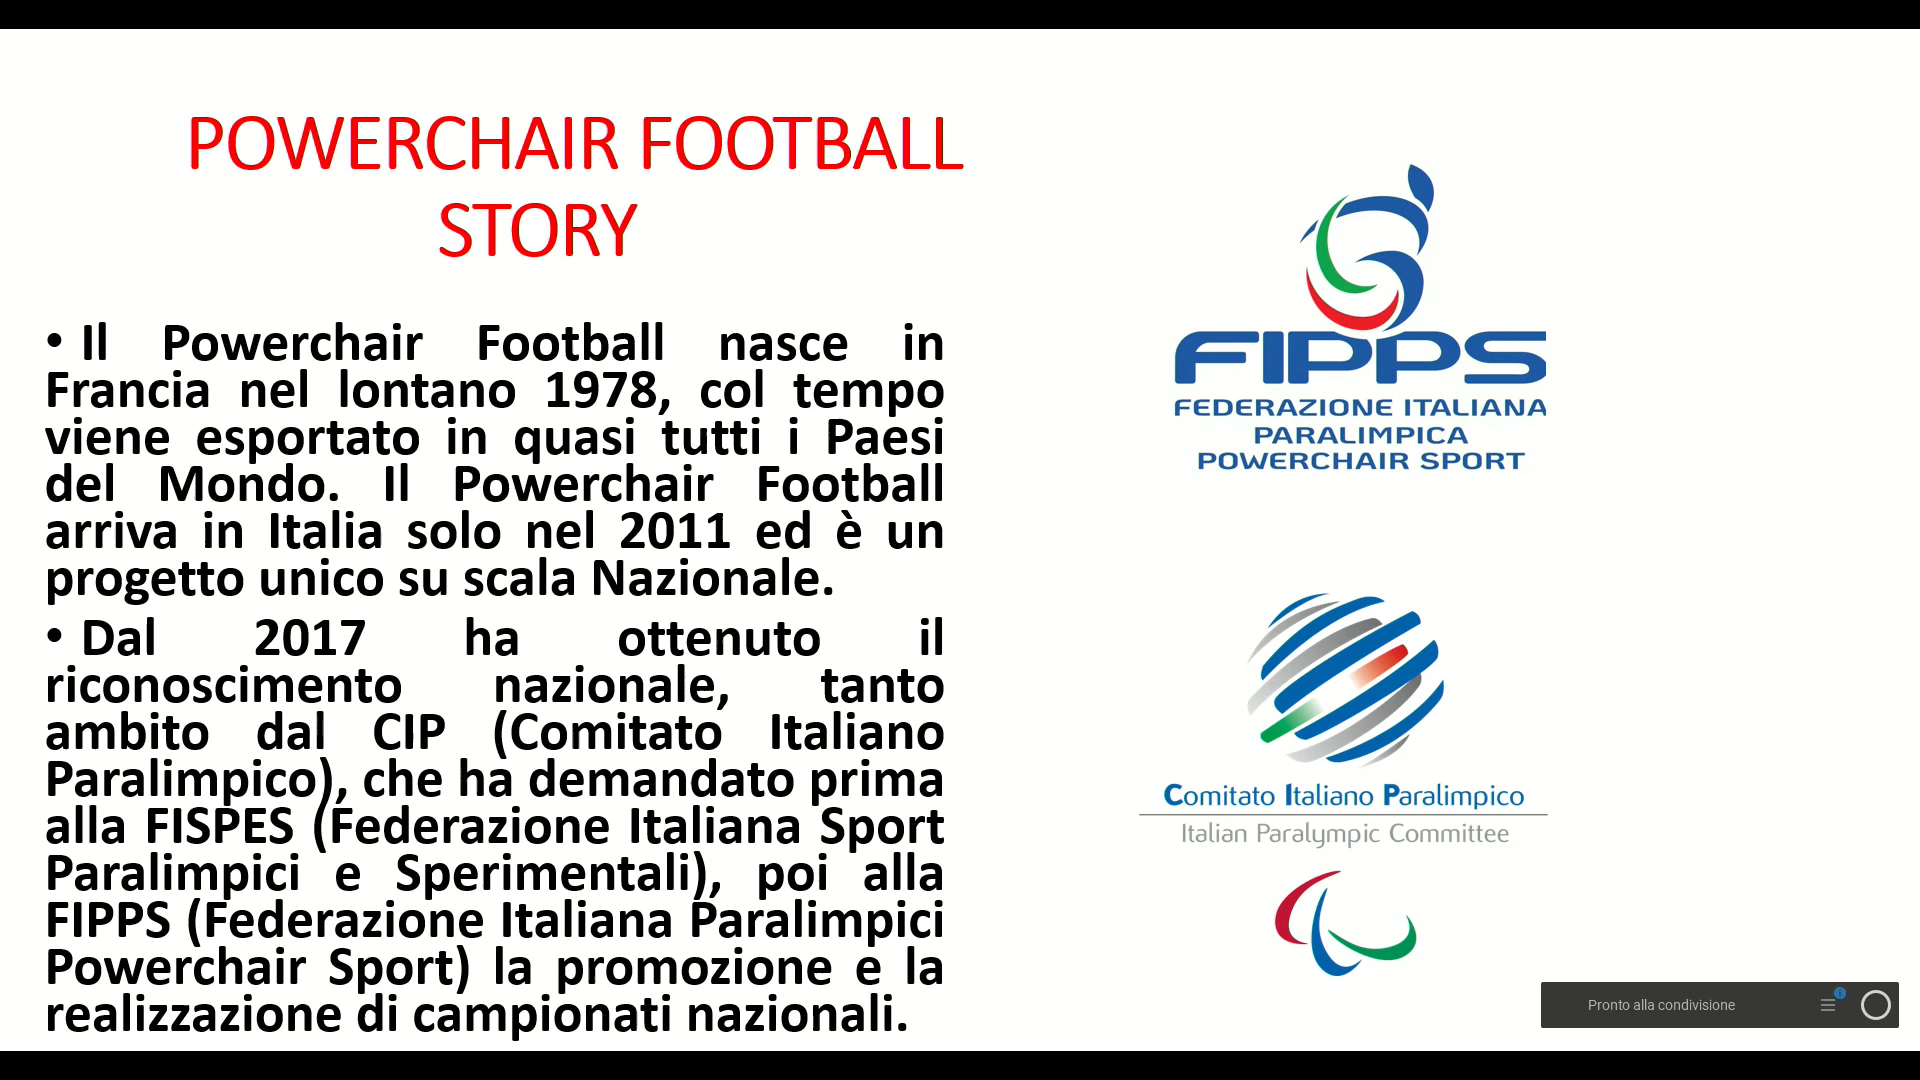 POWERCHAIR FOOTBALL
STORY
• Il Powerchair Football nasce in
Francia nel lontano 1978, col tempo
viene esportato in quasi tutti i Paesi
del Mondo. Il Powerchair Football
arriva in Italia solo nel 2011 ed è un
progetto unico su scala Nazionale.
• Dal 2017 ha ottenuto il
riconoscimento nazionale, tanto
ambito dal CIP (Comitato Italiano
Paralimpico), che ha demandato prima
alla FISPES (Federazione Italiana Sport
Paralimpici e Sperimentali), poi alla
FIPPS (Federazione Italiana Paralimpici
Powerchair Sport) la promozione e la
realizzazione di campionati nazionali.
FIPPS
FEDERAZIONE ITALIANA
PARALIMPICA
POWERCHAIR SPORT
Comitato Italiano Paralimpico
Italian Paralympic Committee
Pronto alla condivisione